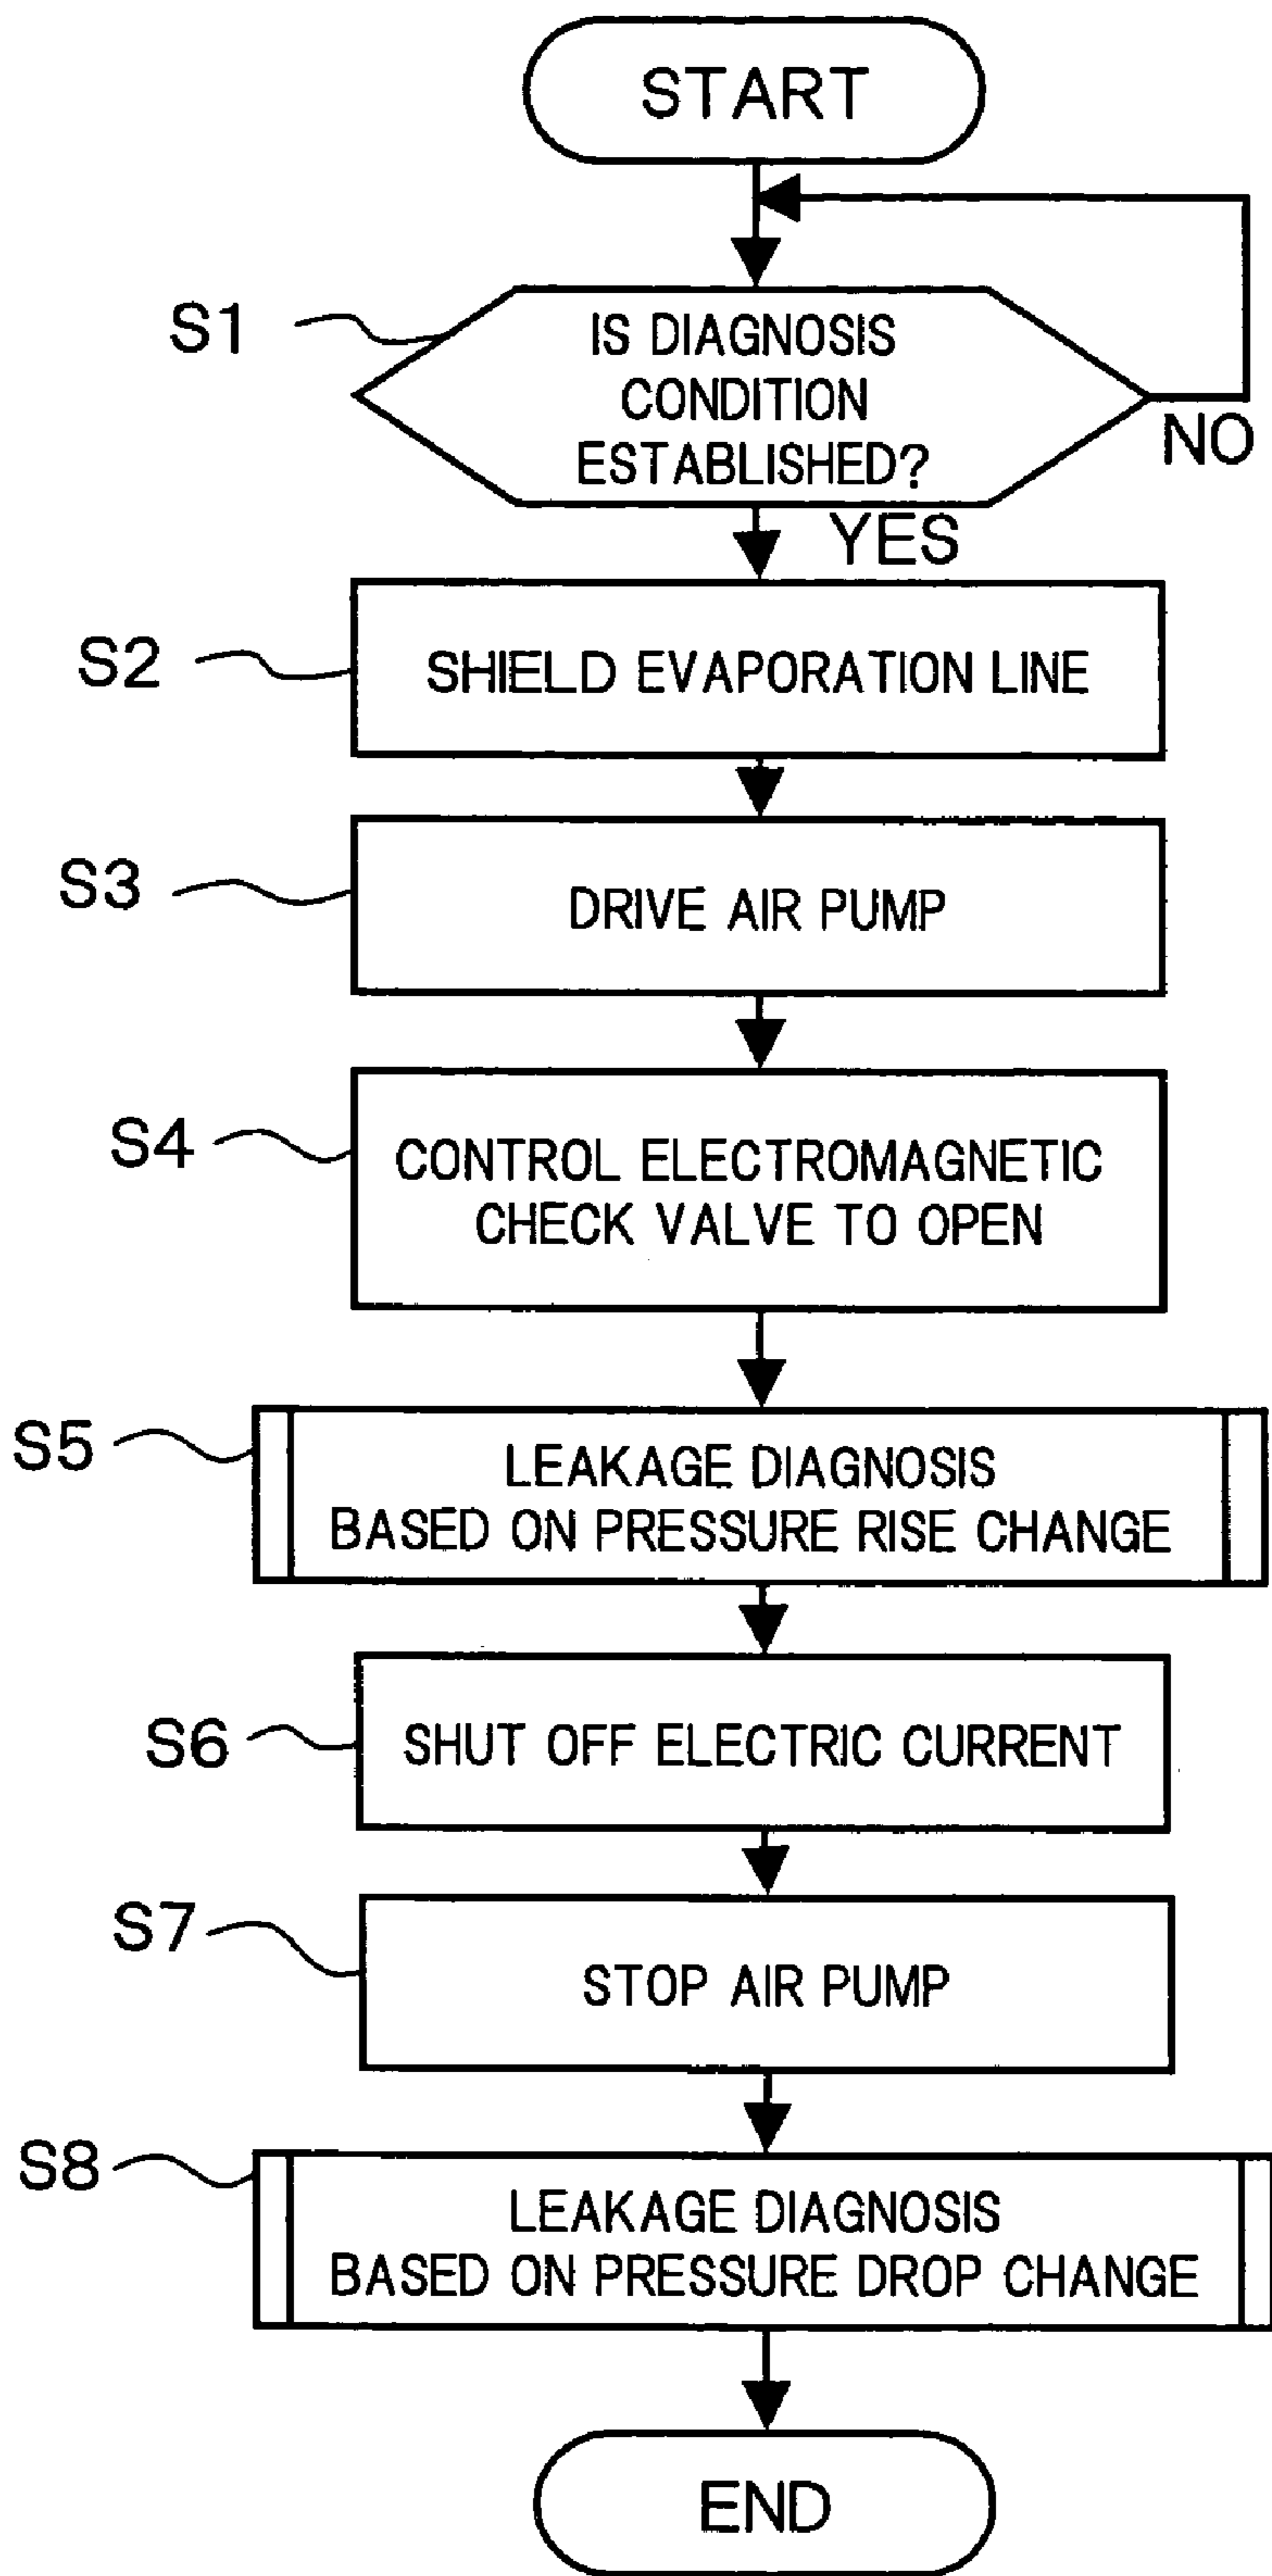 START
S1
IS DIAGNOSIS
CONDITION
ESTABLISHED?
NO
YES
S2
SHIELD EVAPORATION LINE
S3
DRIVE AIR PUMP
S4
CONTROL ELECTROMAGNETIC
CHECK VALVE TO OPEN
S5
LEAKAGE DIAGNOSIS
BASED ON PRESSURE RISE CHANGE
S6
SHUT OFF ELECTRIC CURRENT
S7
STOP AIR PUMP
S8
LEAKAGE DIAGNOSIS
BASED ON PRESSURE DROP CHANGE
END